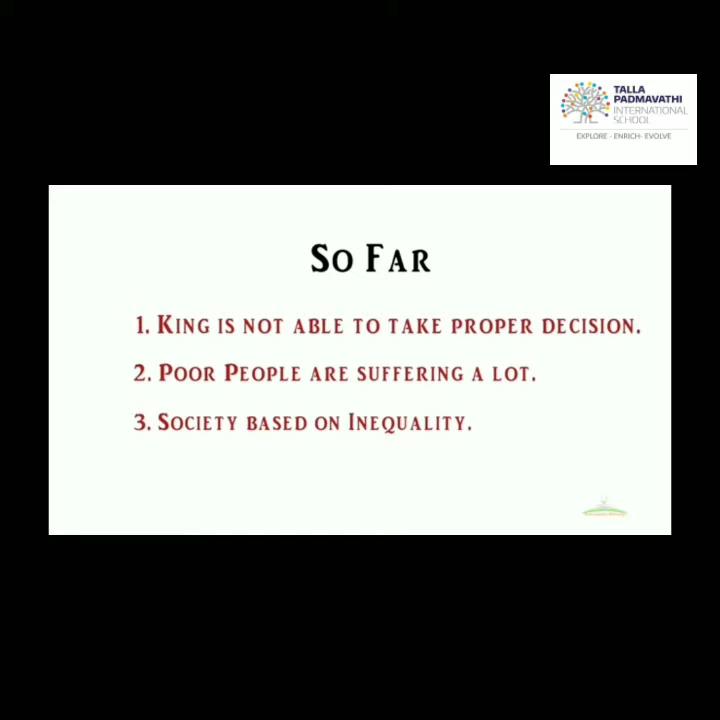 TALLA
PADMAVATHI
INTERNATIONAL
SCHOOL
EXPLORE - ENRICH- EVOLVE
SO FAR
1. KING IS NOT ABLE TO TAKE PROPER DECISION.
2. POOR PEOPLE ARE SUFFERING A LOT.
3. SOCIETY BASED ON INEQUALITY.